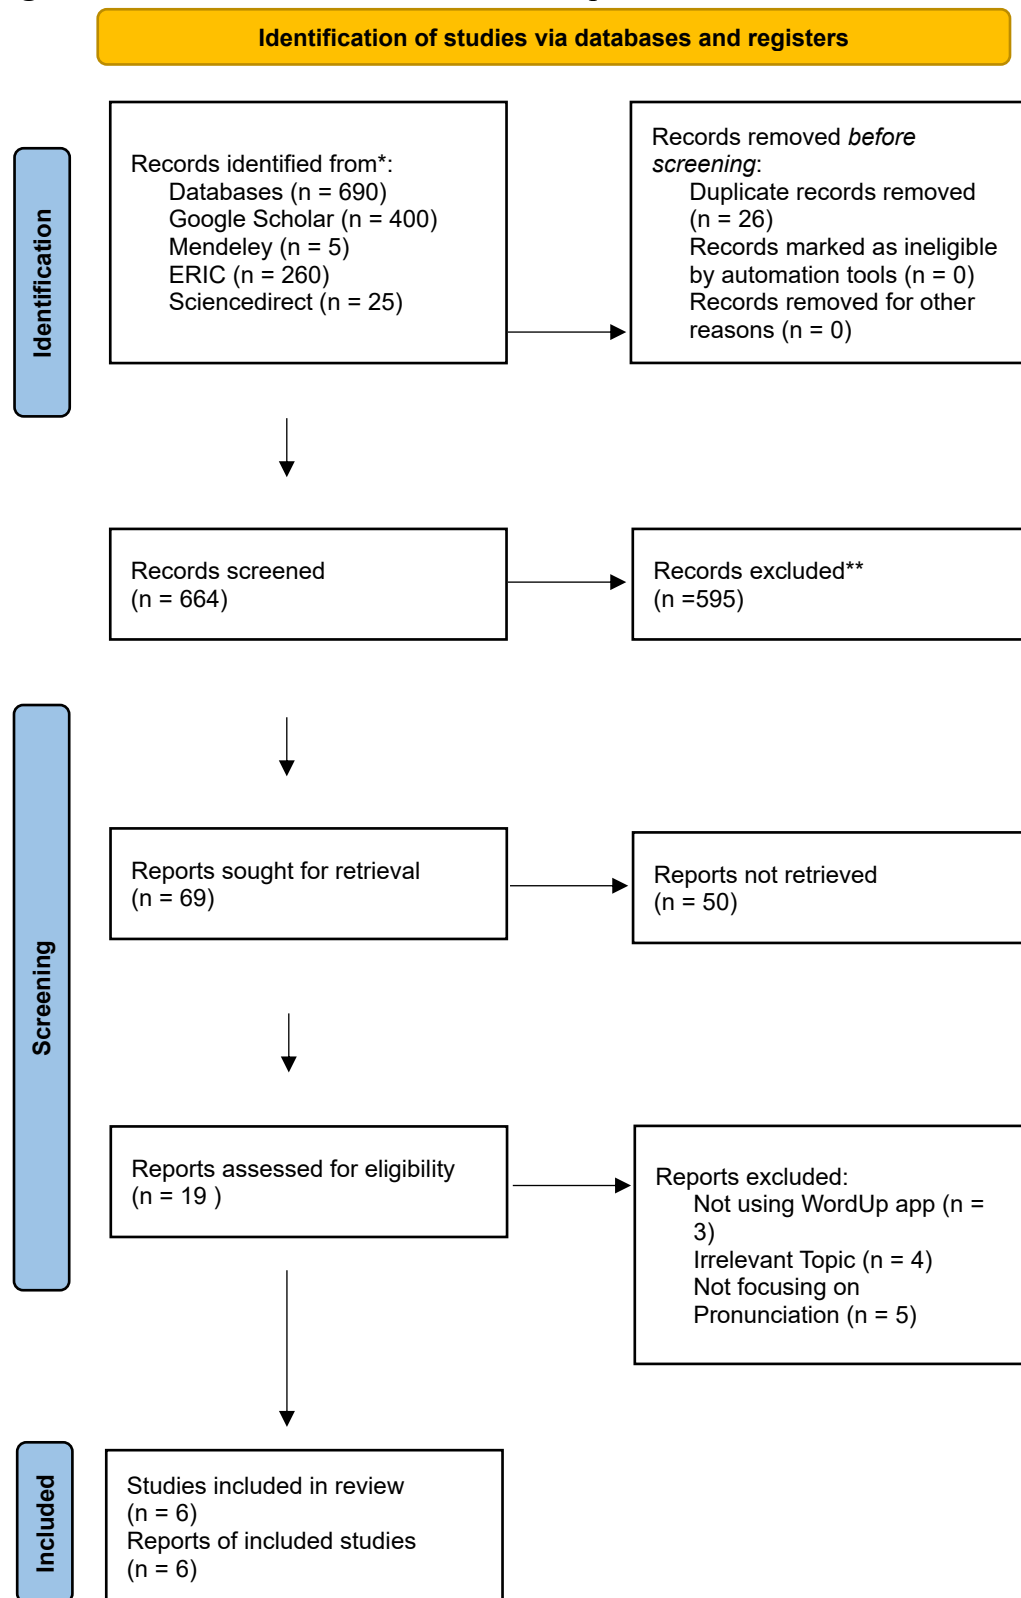 Identification of studies via databases and registers
Identification
Records identified from*:
Databases (n = 690)
Google Scholar (n = 400)
Mendeley (n = 5)
ERIC (n = 260)
Sciencedirect (n = 25)
Records removed before
screening:
Duplicate records removed
(n = 26)
Records marked as ineligible
by automation tools (n = 0)
Records removed for other
reasons (n = 0)
Records screened
(n = 664)
Records excluded**
(n =595)
Screening
Reports sought for retrieval
(n = 69)
Reports not retrieved
(n = 50)
Reports assessed for eligibility
(n = 19 )
Reports excluded:
Not using WordUp app (n =
3)
Irrelevant Topic (n = 4)
Not focusing on
Pronunciation (n = 5)
Included
Studies included in review
(n = 6)
Reports of included studies
(n = 6)